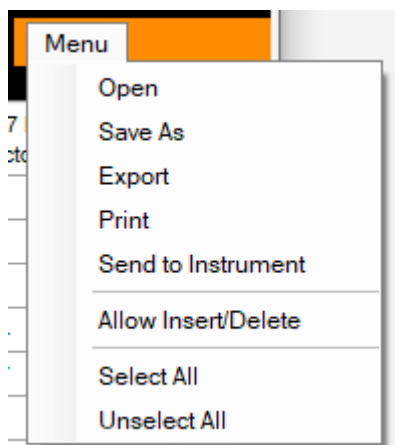 Menu
Open
Save As
Export
Print
Send to Instrument
Allow Insert/Delete
Select All
Unselect All